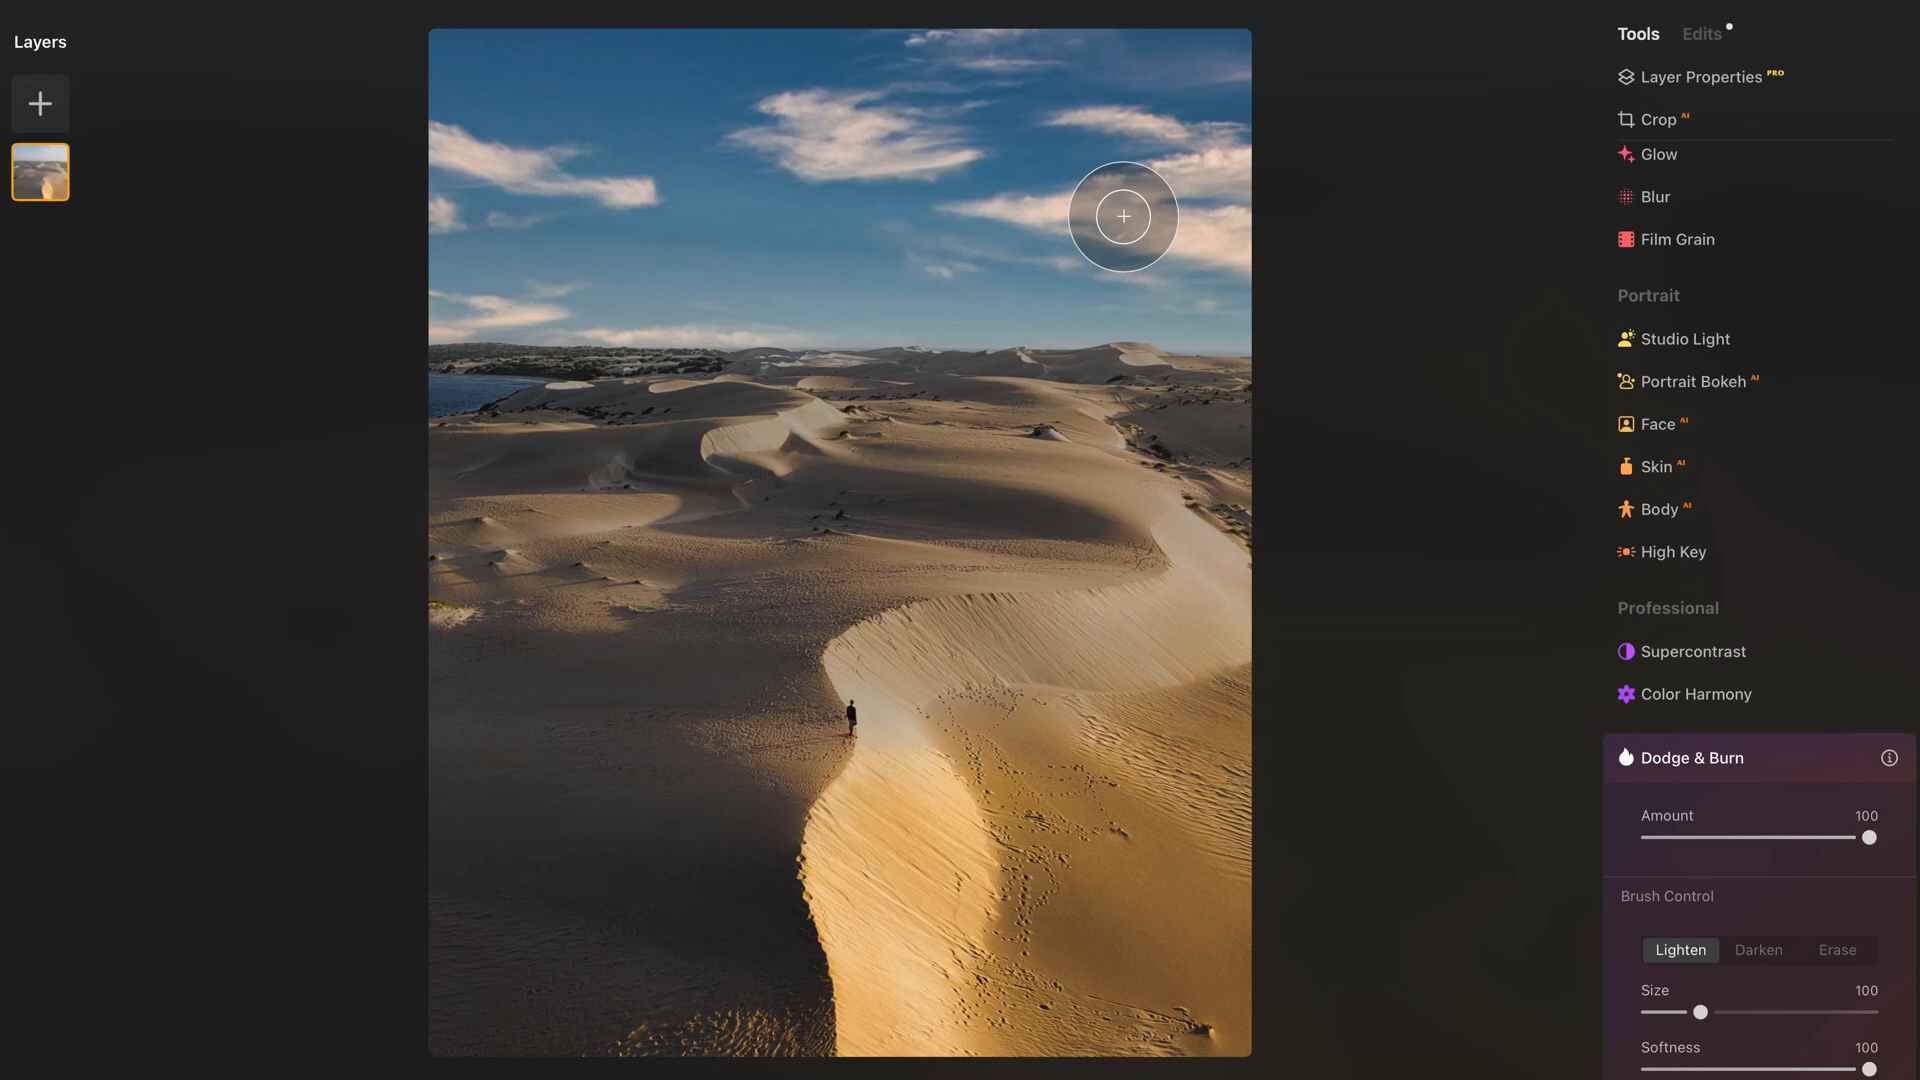 Layers
Tools Edits
Layer Properties PRO
Crop AI
Glow
Blur
Film Grain
Portrait
Studio Light
Portrait Bokeh AI
Face AI
Skin AI
Body AI
High Key
Professional
Supercontrast
Color Harmony
Dodge & Burn
Amount 100
Brush Control
Lighten Darken Erase
Size 100
Softness 100